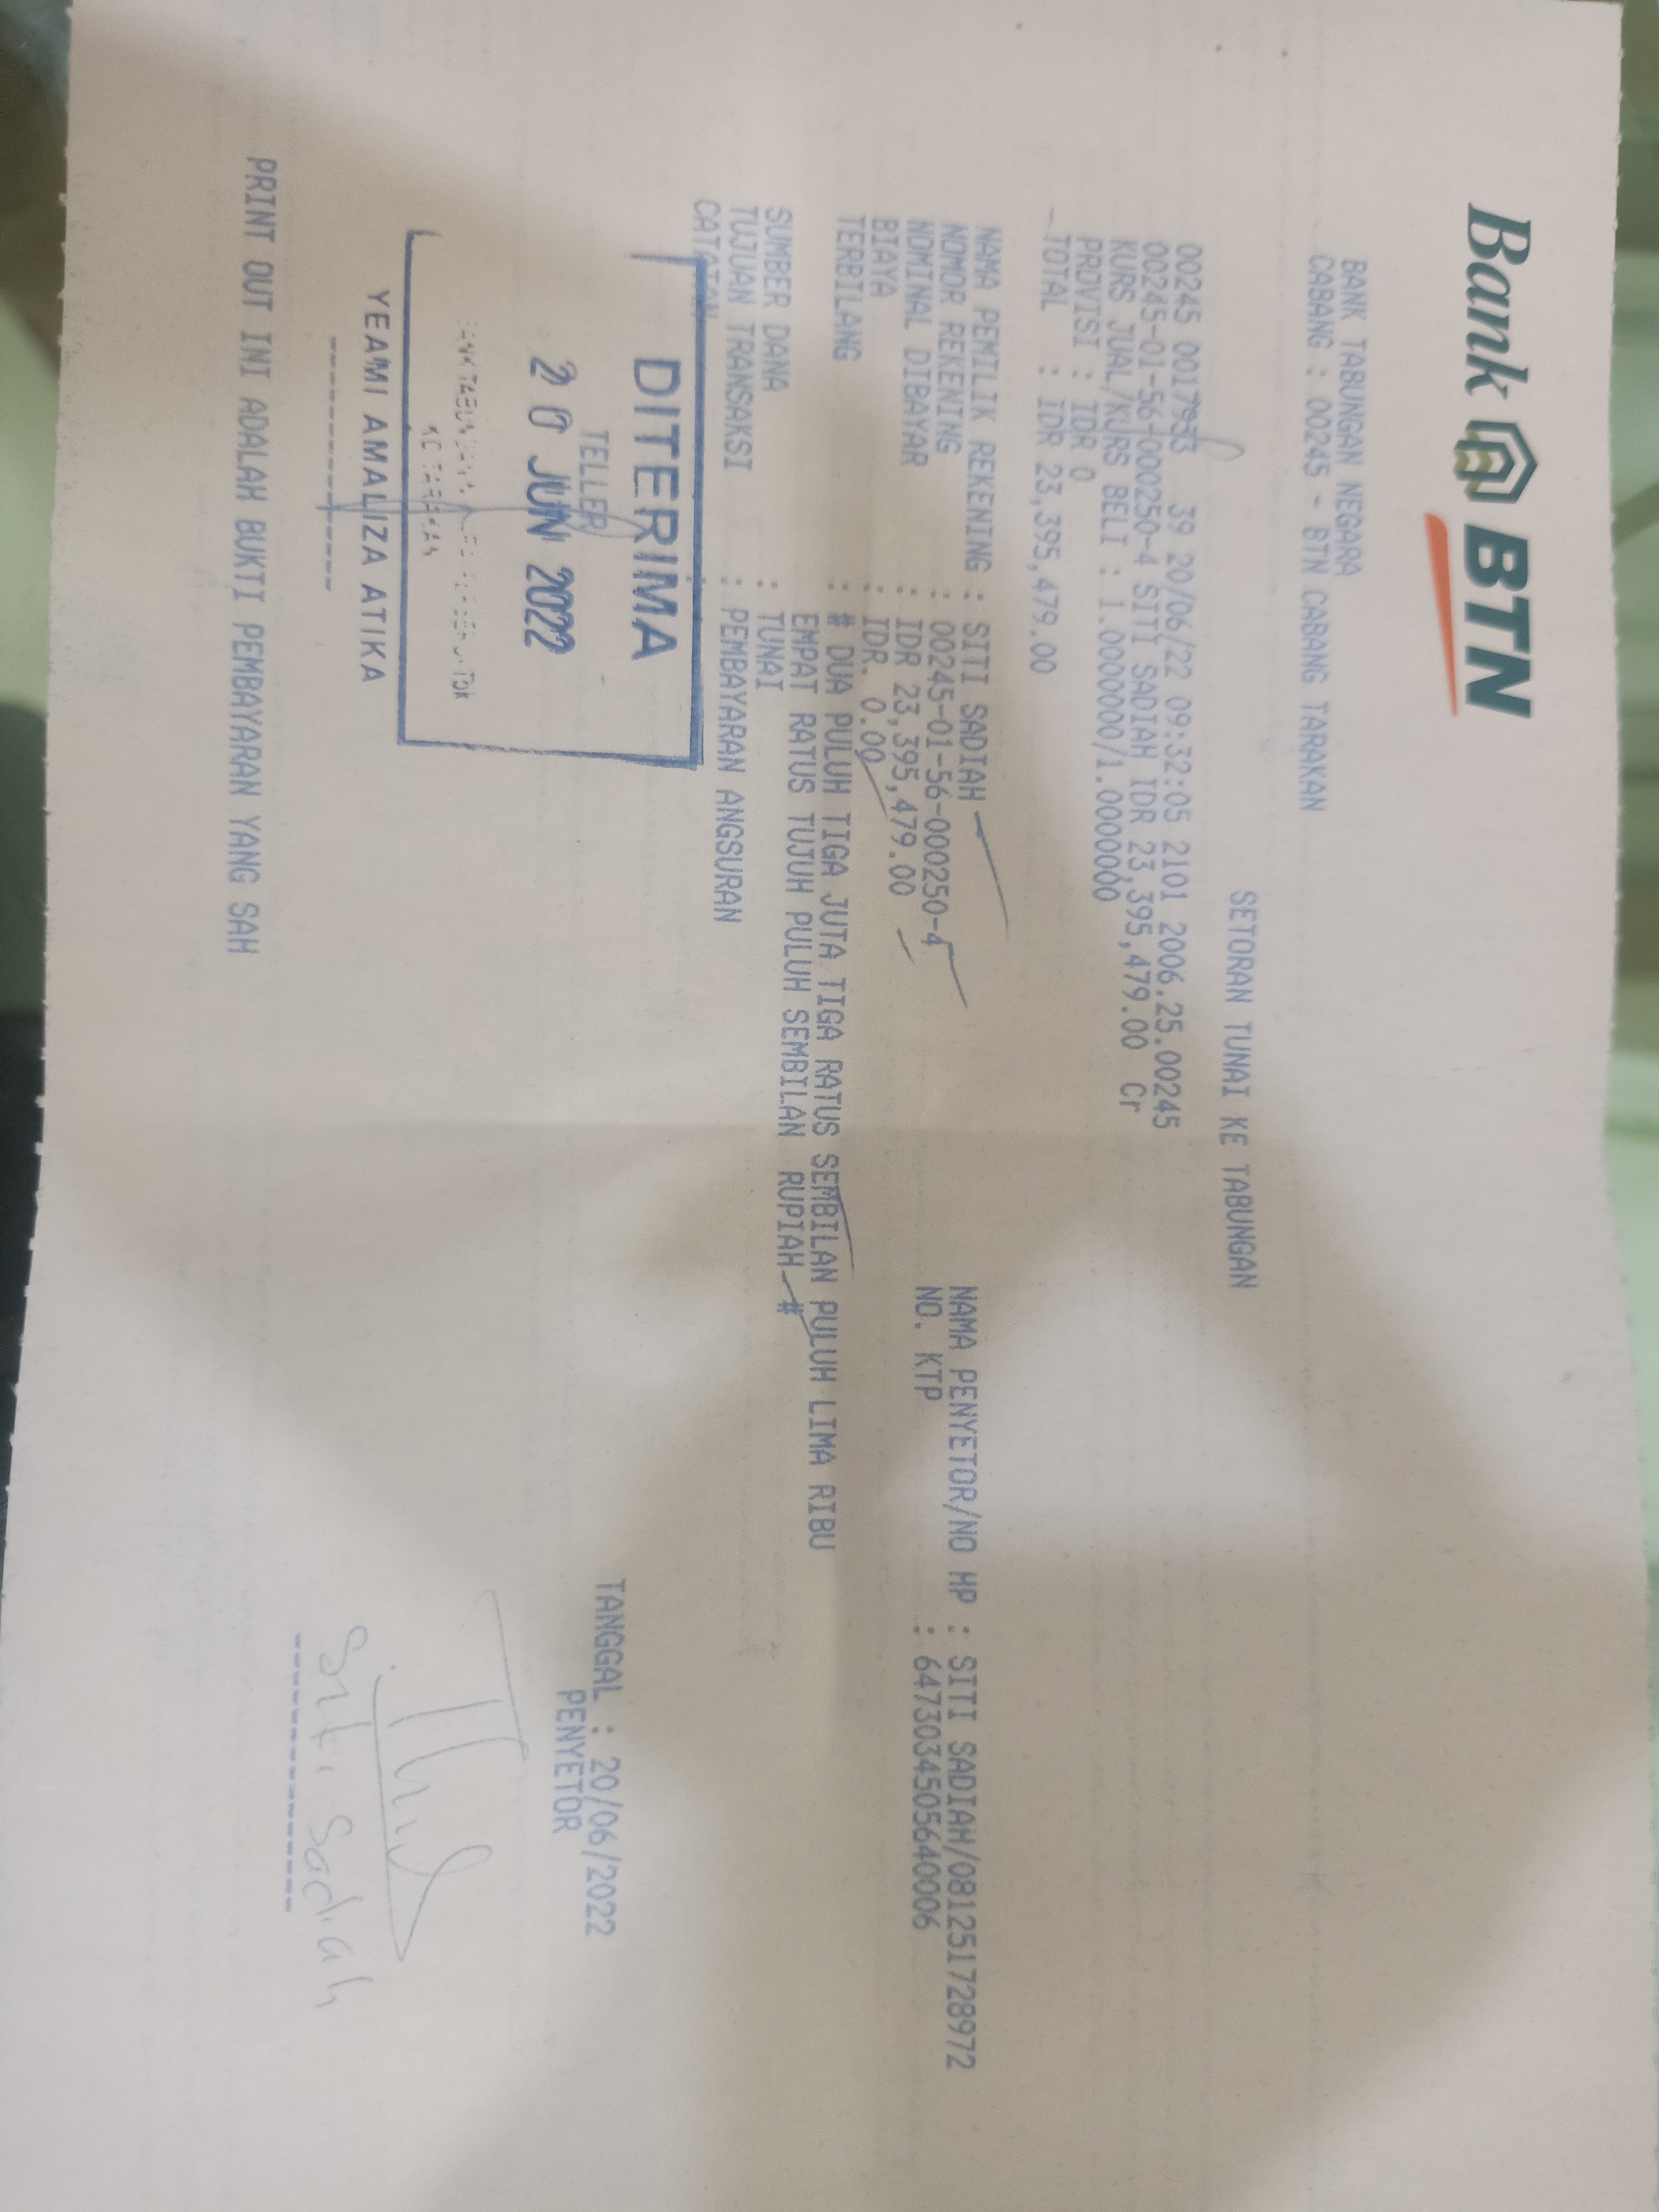 Bank BTN
BANK TABUNGAN NEGARA
CABANG : 00245 - BTN CABANG TARAKAN
SETORAN TUNAI KE TABUNGAN
00245 0017933 39 20/06/22 09:32:05 2101 2006.25.00245
00245-01-56-000250-4 SITI SADIAH IDR 23,395,479.00 Cr
KURS JUAL/KURS BELI : 1.0000000/1.0000000
PROVISI : IDR 0
TOTAL : IDR 23,395,479.00
NAMA PEMILIK REKENING : SITI SADIAH
NAMA PENYETOR/NO HP : SITI SADIAH/081251728972
NOMOR REKENING : 00245-01-56-000250-4
NO. KTP : 6473034505640006
NOMINAL DIBAYAR : IDR 23,395,479.00
BIAYA : IDR. 0.00
TERBILANG : # DUA PULUH TIGA JUTA TIGA RATUS SEMBILAN PULUH LIMA RIBU
EMPAT RATUS TUJUH PULUH SEMBILAN RUPIAH #
SUMBER DANA : TUNAI
TUJUAN TRANSAKSI : PEMBAYARAN ANGSURAN
CATATAN
DITERIMA
TANGGAL : 20/06/2022
TELLER
PENYETOR
20 JUN 2022
KC TARAKAN
YEAMI AMALIZA ATIKA
Siti Sadiah
PRINT OUT INI ADALAH BUKTI PEMBAYARAN YANG SAH